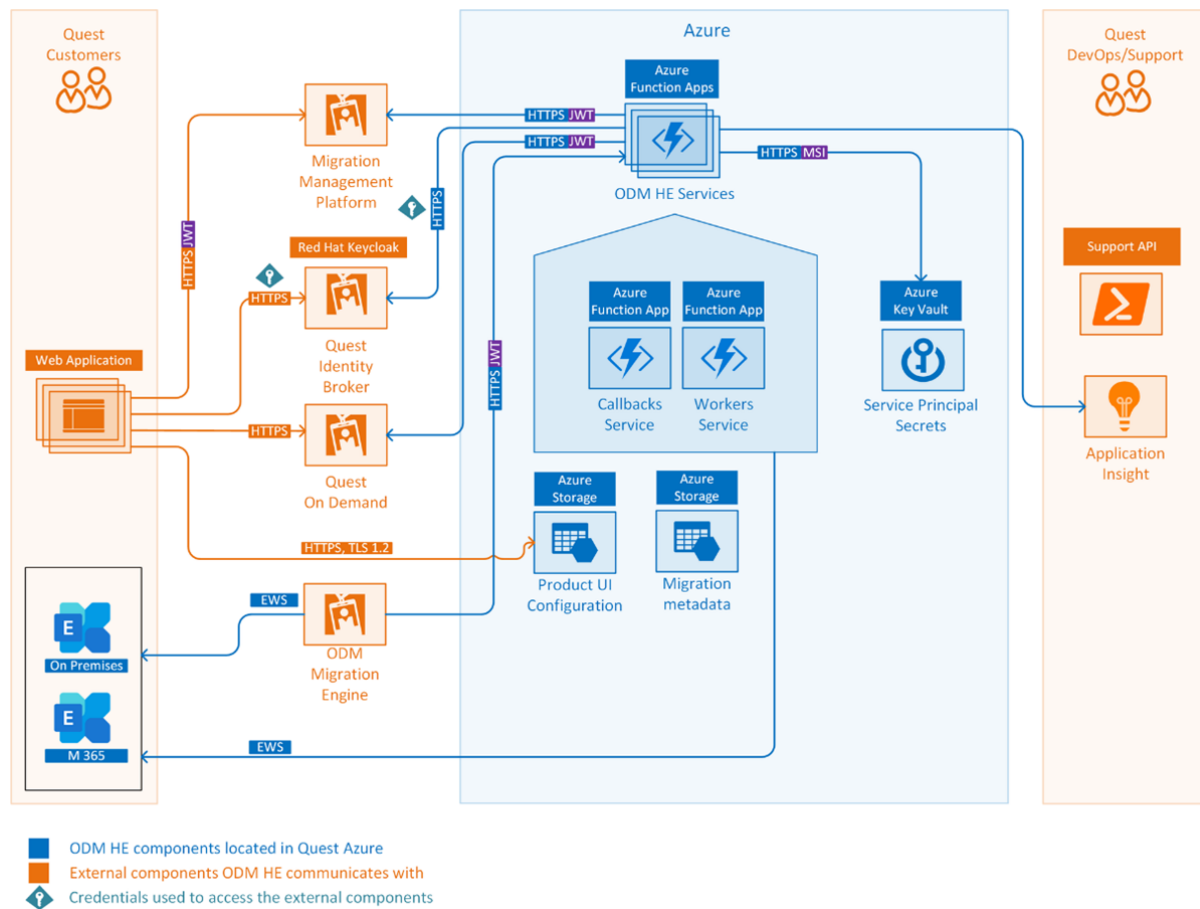 Quest
Customers
Azure
Quest
DevOps/Support
Azure
Function Apps
HTTPS JWT
HTTPS JWT
HTTPS MSI
ODM HE Services
Migration
Management
Platform
HTTPS
HTTPS JWT
Red Hat Keycloak
HTTPS
Quest
Identity
Broker
Support API
Azure
Function App
Azure
Function App
Azure
Key Vault
Callbacks
Service
Workers
Service
Service Principal
Secrets
HTTPS JWT
Web Application
HTTPS
Quest
On Demand
Application
Insight
Azure
Storage
Azure
Storage
HTTPS, TLS 1.2
Product UI
Configuration
Migration
metadata
EWS
E
On Premises
ODM
Migration
Engine
E
M 365
EWS
ODM HE components located in Quest Azure
External components ODM HE communicates with
Credentials used to access the external components